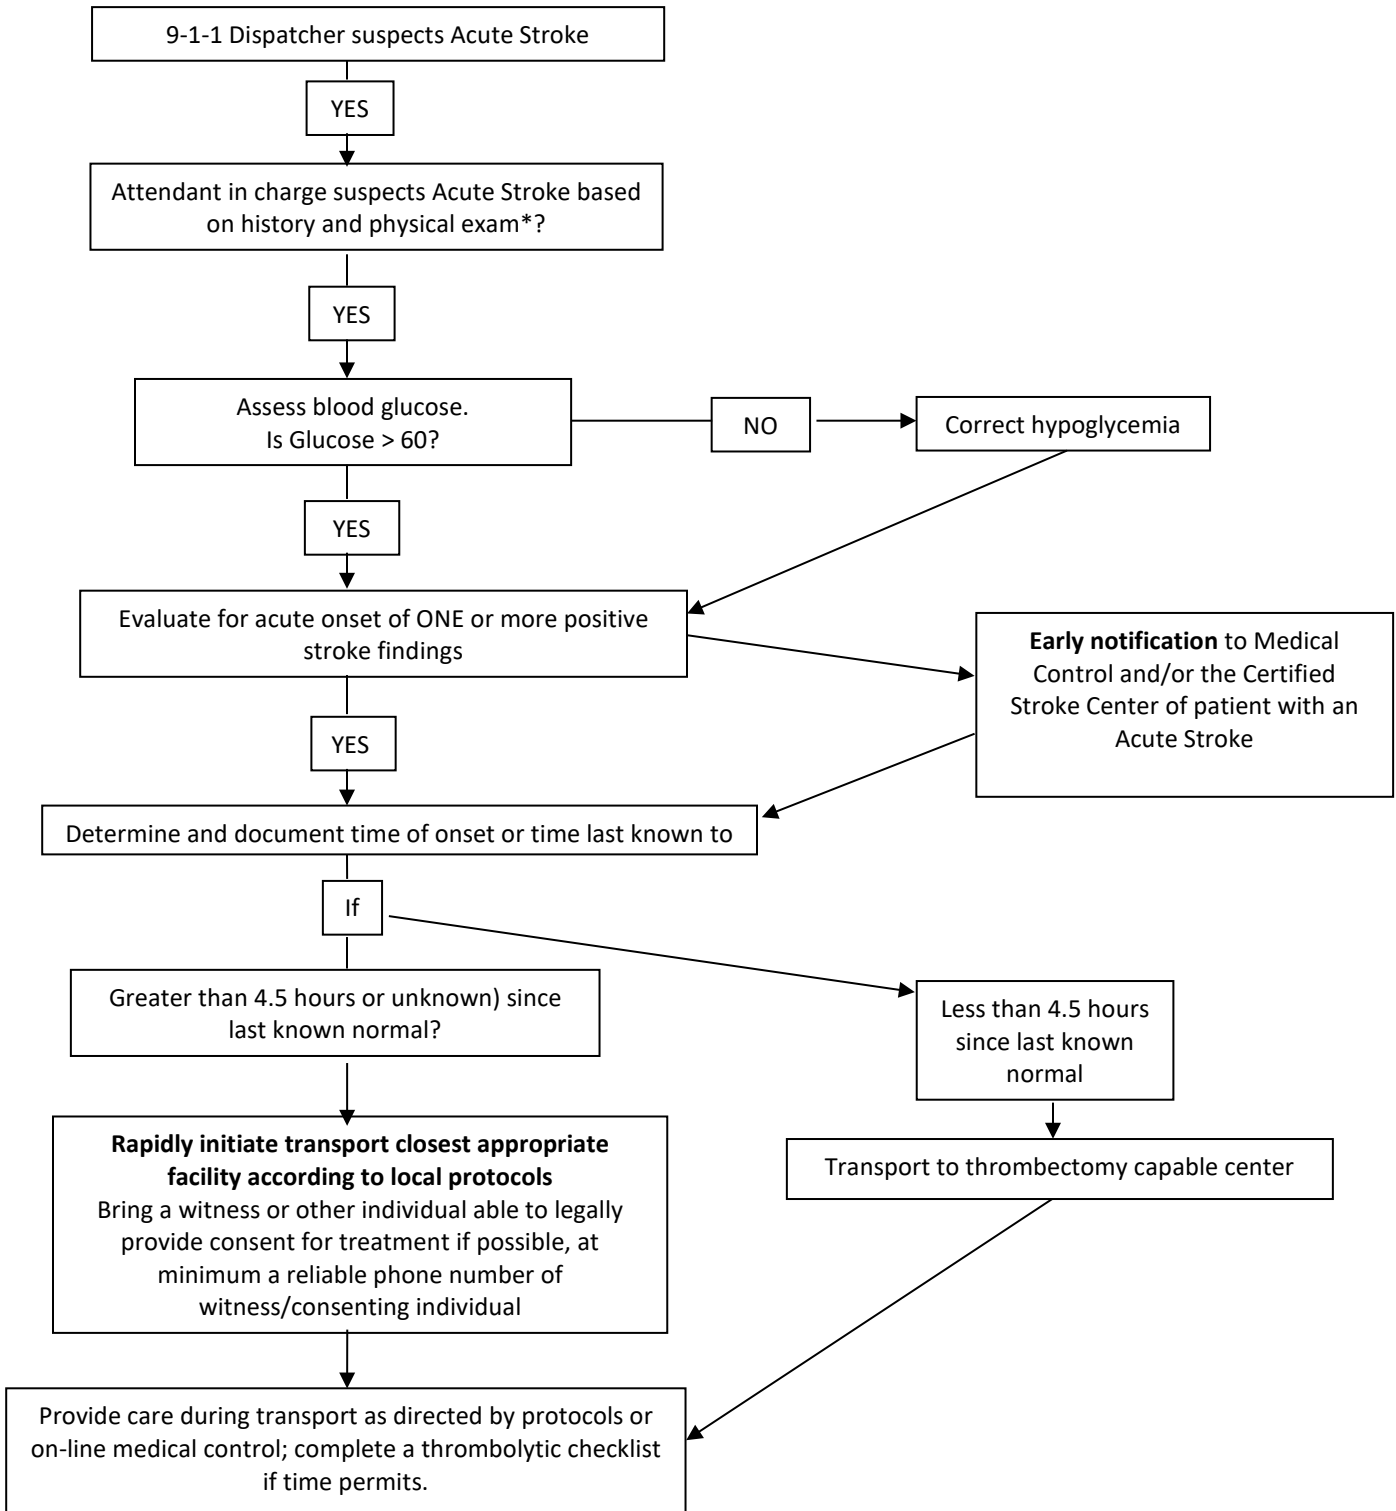 9-1-1 Dispatcher suspects Acute Stroke
YES
Attendant in charge suspects Acute Stroke based
on history and physical exam*?
YES
Assess blood glucose.
Is Glucose > 60?
NO
Correct hypoglycemia
YES
Evaluate for acute onset of ONE or more positive
stroke findings
Early notification to Medical
Control and/or the Certified
Stroke Center of patient with an
Acute Stroke
YES
Determine and document time of onset or time last known to
If
Greater than 4.5 hours or unknown) since
last known normal?
Less than 4.5 hours
since last known
normal
Rapidly initiate transport closest appropriate
facility according to local protocols
Bring a witness or other individual able to legally
provide consent for treatment if possible, at
minimum a reliable phone number of
witness/consenting individual
Transport to thrombectomy capable center
Provide care during transport as directed by protocols or
on-line medical control; complete a thrombolytic checklist
if time permits.